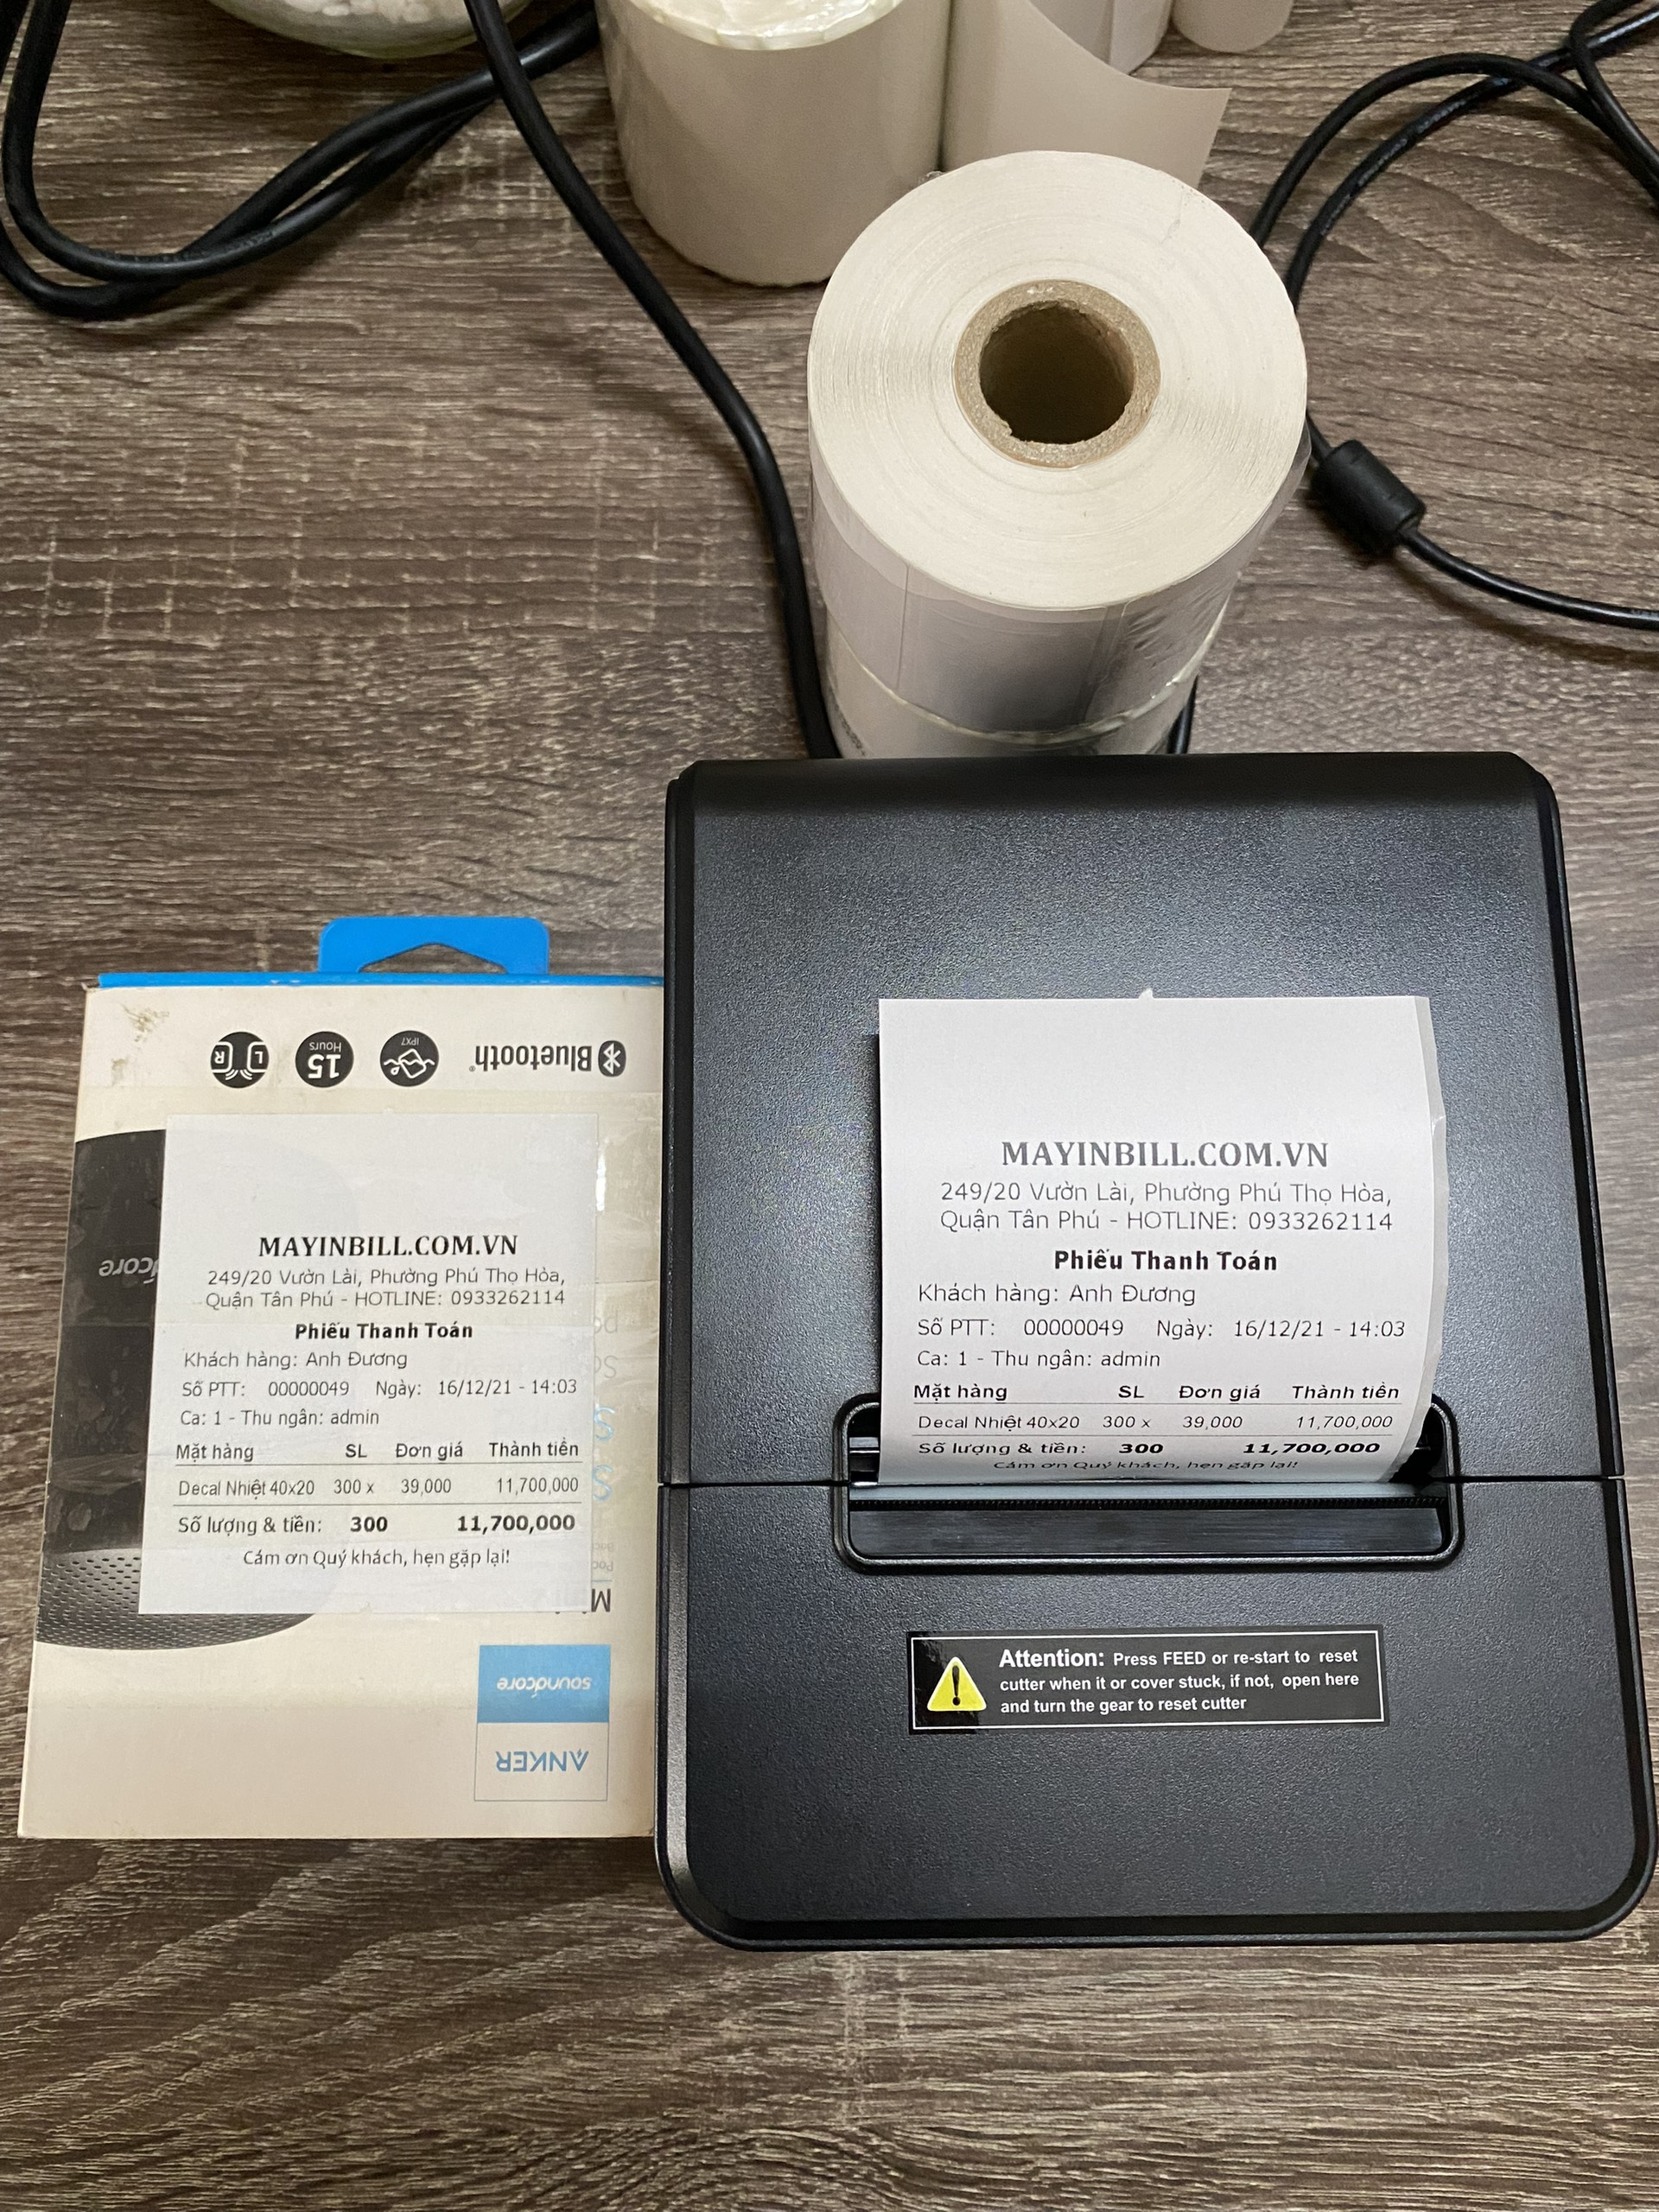 Bluetooth®
IPX7
15
Hours
L R
MAYINBILL.COM.VN
249/20 Vườn Lài, Phường Phú Thọ Hòa,
Quận Tân Phú - HOTLINE: 0933262114
Phiếu Thanh Toán
Khách hàng: Anh Đương
Số PTT: 00000049 Ngày: 16/12/21 - 14:03
Ca: 1 - Thu ngân: admin
Mặt hàng SL Đơn giá Thành tiền
Decal Nhiệt 40x20 300 x 39,000 11,700,000
Số lượng & tiền: 300 11,700,000
Cám ơn Quý khách, hẹn gặp lại!
soundcore
ANKER
MAYINBILL.COM.VN
249/20 Vườn Lài, Phường Phú Thọ Hòa,
Quận Tân Phú - HOTLINE: 0933262114
Phiếu Thanh Toán
Khách hàng: Anh Đương
Số PTT: 00000049 Ngày: 16/12/21 - 14:03
Ca: 1 - Thu ngân: admin
Mặt hàng SL Đơn giá Thành tiền
Decal Nhiệt 40x20 300 x 39,000 11,700,000
Số lượng & tiền: 300 11,700,000
Cám ơn Quý khách, hẹn gặp lại!
Attention: Press FEED or re-start to reset
cutter when it or cover stuck, if not, open here
and turn the gear to reset cutter